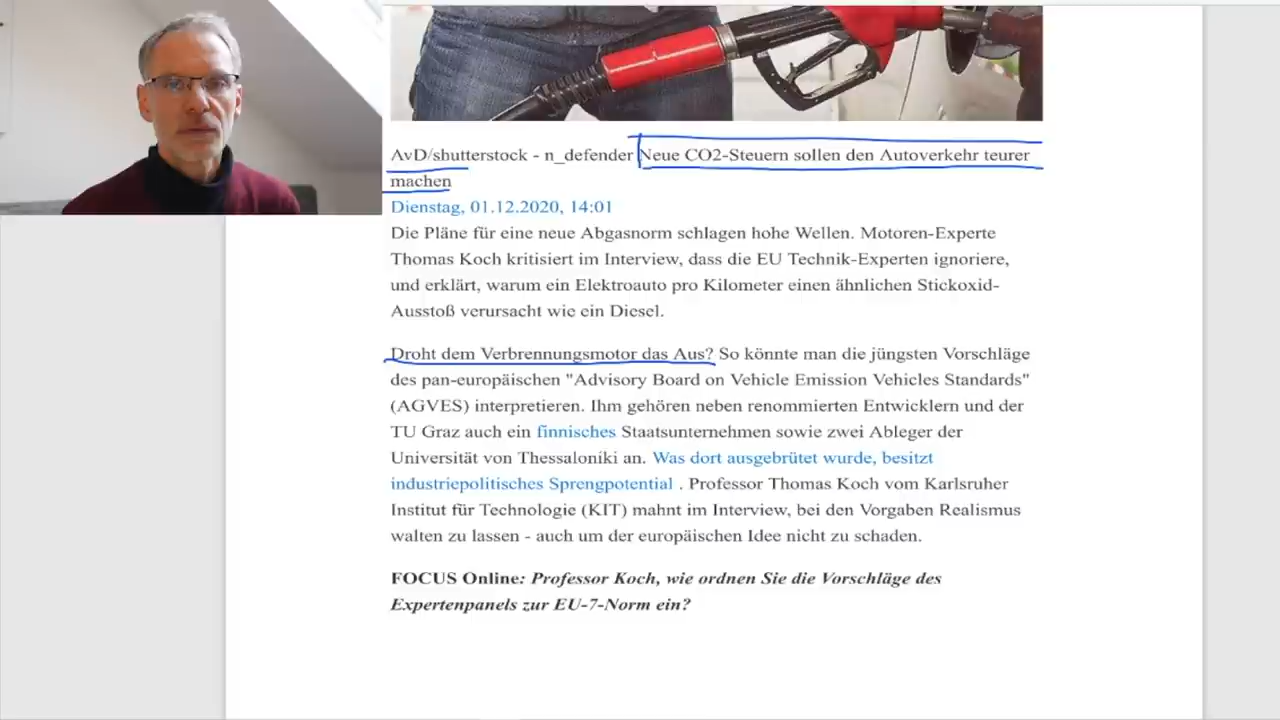 AvD/shutterstock - n_defender Neue CO2-Steuern sollen den Autoverkehr teurer
machen
Dienstag, 01.12.2020, 14:01
Die Pläne für eine neue Abgasnorm schlagen hohe Wellen. Motoren-Experte
Thomas Koch kritisiert im Interview, dass die EU Technik-Experten ignoriere,
und erklärt, warum ein Elektroauto pro Kilometer einen ähnlichen Stickoxid-
Ausstoß verursacht wie ein Diesel.
Droht dem Verbrennungsmotor das Aus? So könnte man die jüngsten Vorschläge
des pan-europäischen "Advisory Board on Vehicle Emission Vehicles Standards"
(AGVES) interpretieren. Ihm gehören neben renommierten Entwicklern und der
TU Graz auch ein finnisches Staatsunternehmen sowie zwei Ableger der
Universität von Thessaloniki an. Was dort ausgebrütet wurde, besitzt
industriepolitisches Sprengpotential . Professor Thomas Koch vom Karlsruher
Institut für Technologie (KIT) mahnt im Interview, bei den Vorgaben Realismus
walten zu lassen - auch um der europäischen Idee nicht zu schaden.
FOCUS Online: Professor Koch, wie ordnen Sie die Vorschläge des
Expertenpanels zur EU-7-Norm ein?